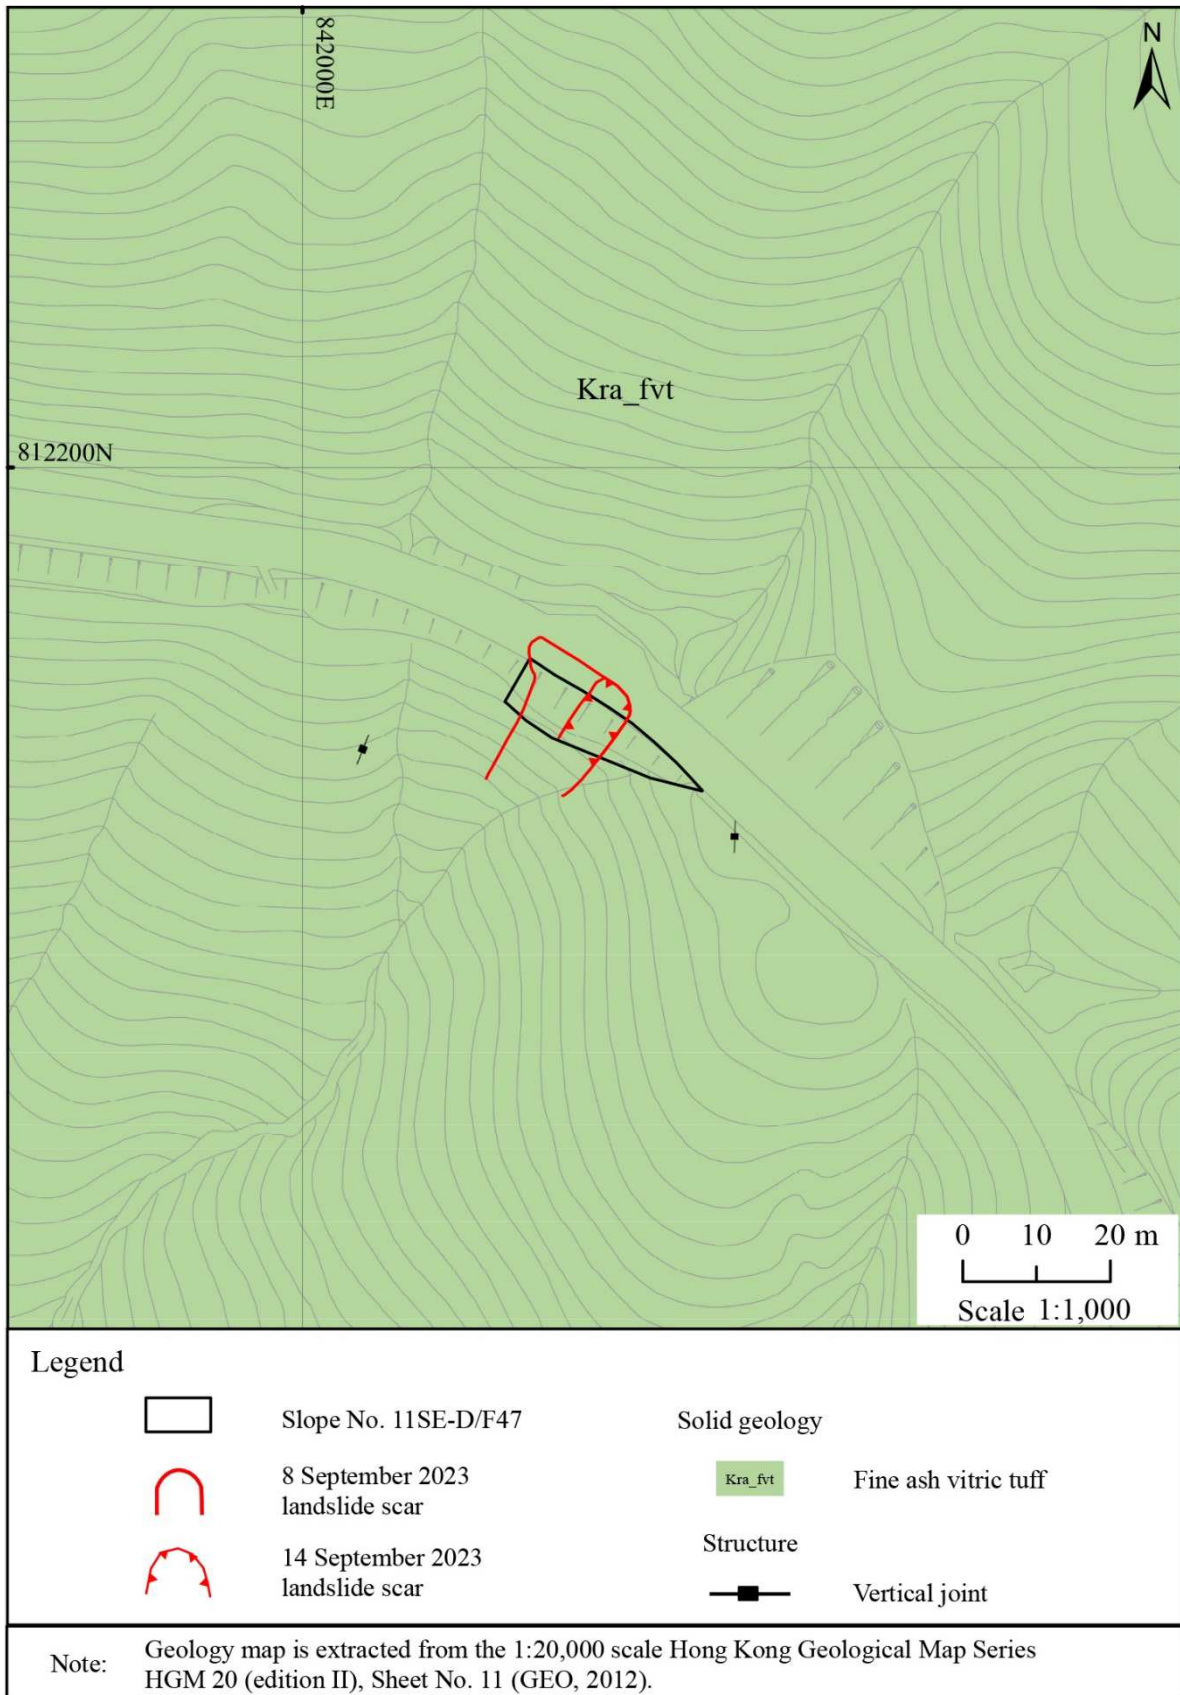 842000E
N
Kra_fvt
812200N
0 10 20 m
Scale 1:1,000
Legend
Slope No. 11SE-D/F47
8 September 2023
landslide scar
14 September 2023
landslide scar
Solid geology
Kra_fvt
Fine ash vitric tuff
Structure
Vertical joint
Note: Geology map is extracted from the 1:20,000 scale Hong Kong Geological Map Series
HGM 20 (edition II), Sheet No. 11 (GEO, 2012).